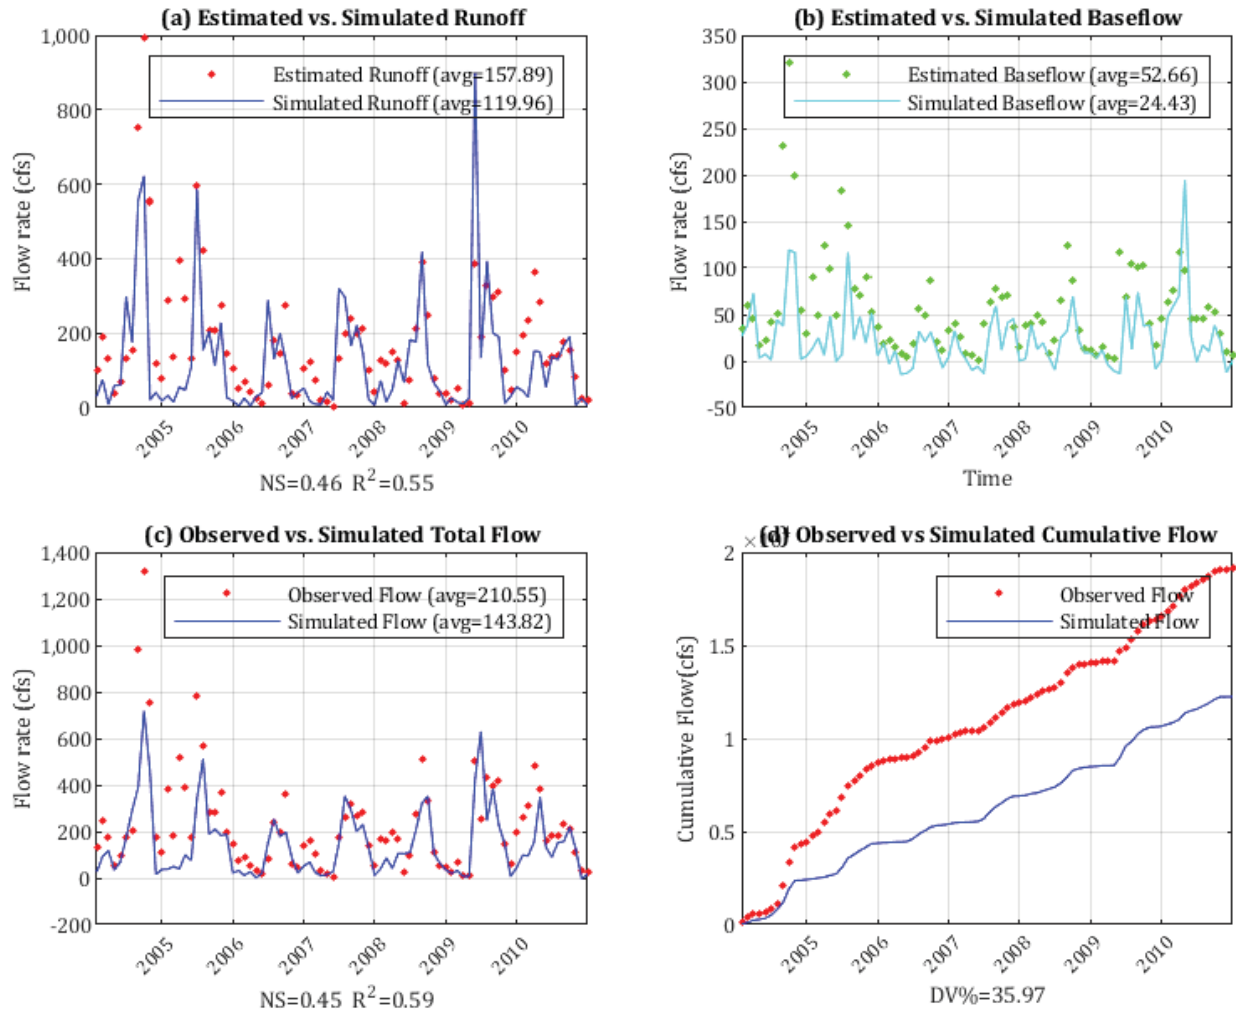 (a) Estimated vs. Simulated Runoff
1,000
800
600
400
200
0
Flow rate (cfs)
Estimated Runoff (avg=157.89)
Simulated Runoff (avg=119.96)
2005
2006
2007
2008
2009
2010
NS=0.46 R²=0.55
(b) Estimated vs. Simulated Baseflow
350
300
250
200
150
100
50
0
-50
Flow rate (cfs)
Estimated Baseflow (avg=52.66)
Simulated Baseflow (avg=24.43)
2005
2006
2007
2008
2009
2010
Time
(c) Observed vs. Simulated Total Flow
1,400
1,200
1,000
800
600
400
200
0
-200
Flow rate (cfs)
Observed Flow (avg=210.55)
Simulated Flow (avg=143.82)
2005
2006
2007
2008
2009
2010
NS=0.45 R²=0.59
(d) Observed vs Simulated Cumulative Flow
2
1.5
1
0.5
0
Cumulative Flow(cfs)
Observed Flow
Simulated Flow
2005
2006
2007
2008
2009
2010
DV%=35.97